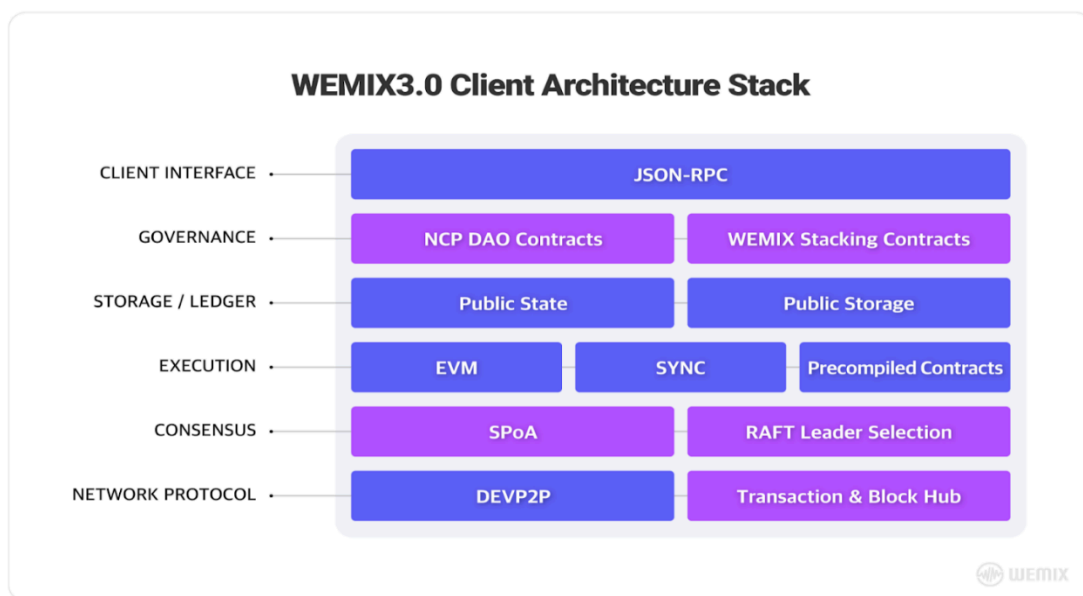 WEMIX3.0 Client Architecture Stack
CLIENT INTERFACE
JSON-RPC
GOVERNANCE
NCP DAO Contracts
WEMIX Stacking Contracts
STORAGE / LEDGER
Public State
Public Storage
EXECUTION
EVM
SYNC
Precompiled Contracts
CONSENSUS
SPoA
RAFT Leader Selection
NETWORK PROTOCOL
DEVP2P
Transaction & Block Hub
WEMIX